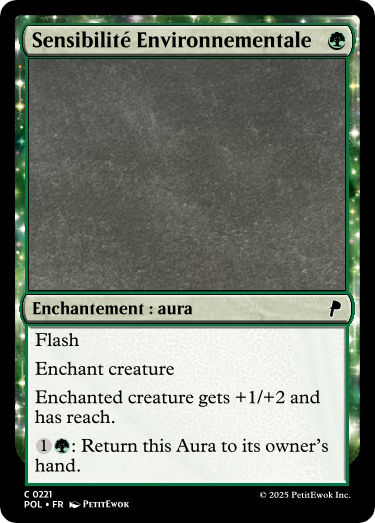 Sensibilité Environnementale
Enchantement : aura
Flash
Enchant creature
Enchanted creature gets +1/+2 and
has reach.
1: Return this Aura to its owner's
hand.
C 0221
POL • FR PetitEwok
© 2025 PetitEwok Inc.